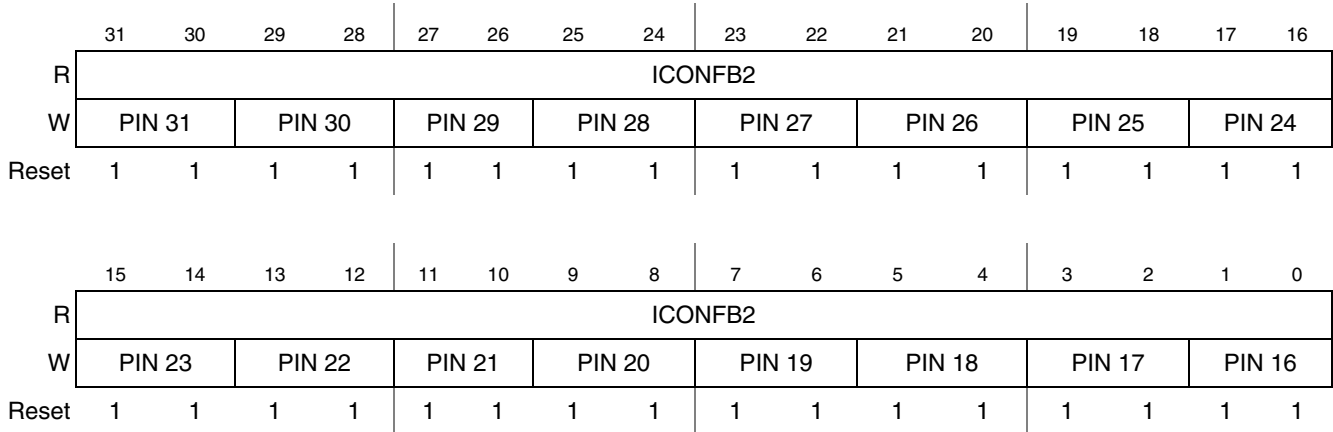 31 30 29 28 27 26 25 24 23 22 21 20 19 18 17 16
R ICONFB2
W PIN 31 PIN 30 PIN 29 PIN 28 PIN 27 PIN 26 PIN 25 PIN 24
Reset 1 1 1 1 1 1 1 1 1 1 1 1 1 1 1 1
15 14 13 12 11 10 9 8 7 6 5 4 3 2 1 0
R ICONFB2
W PIN 23 PIN 22 PIN 21 PIN 20 PIN 19 PIN 18 PIN 17 PIN 16
Reset 1 1 1 1 1 1 1 1 1 1 1 1 1 1 1 1